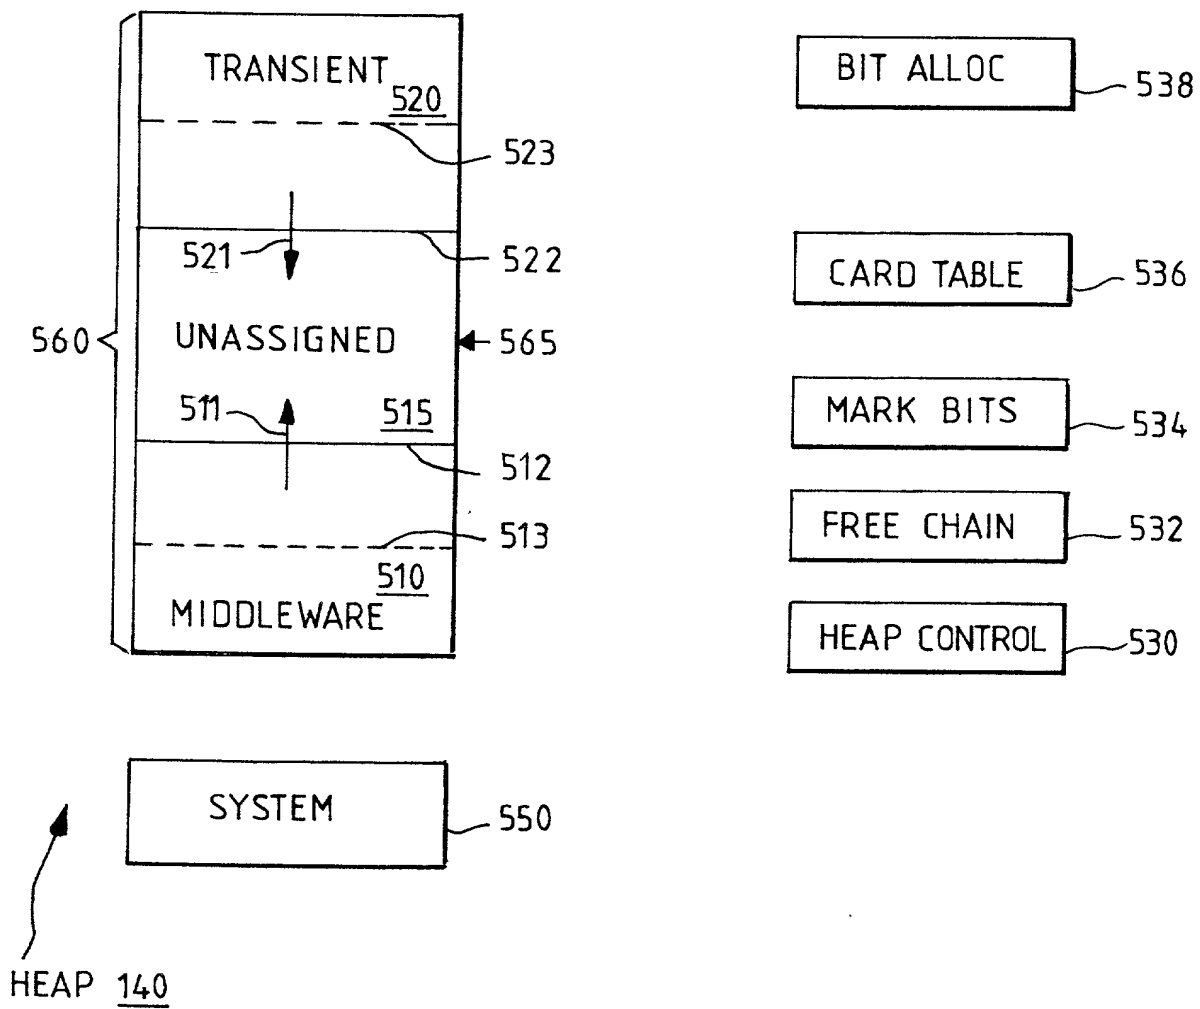 TRANSIENT
520
523
521
522
560
UNASSIGNED
565
511
515
512
513
510
MIDDLEWARE
SYSTEM
550
HEAP 140
BIT ALLOC
538
CARD TABLE
536
MARK BITS
534
FREE CHAIN
532
HEAP CONTROL
530